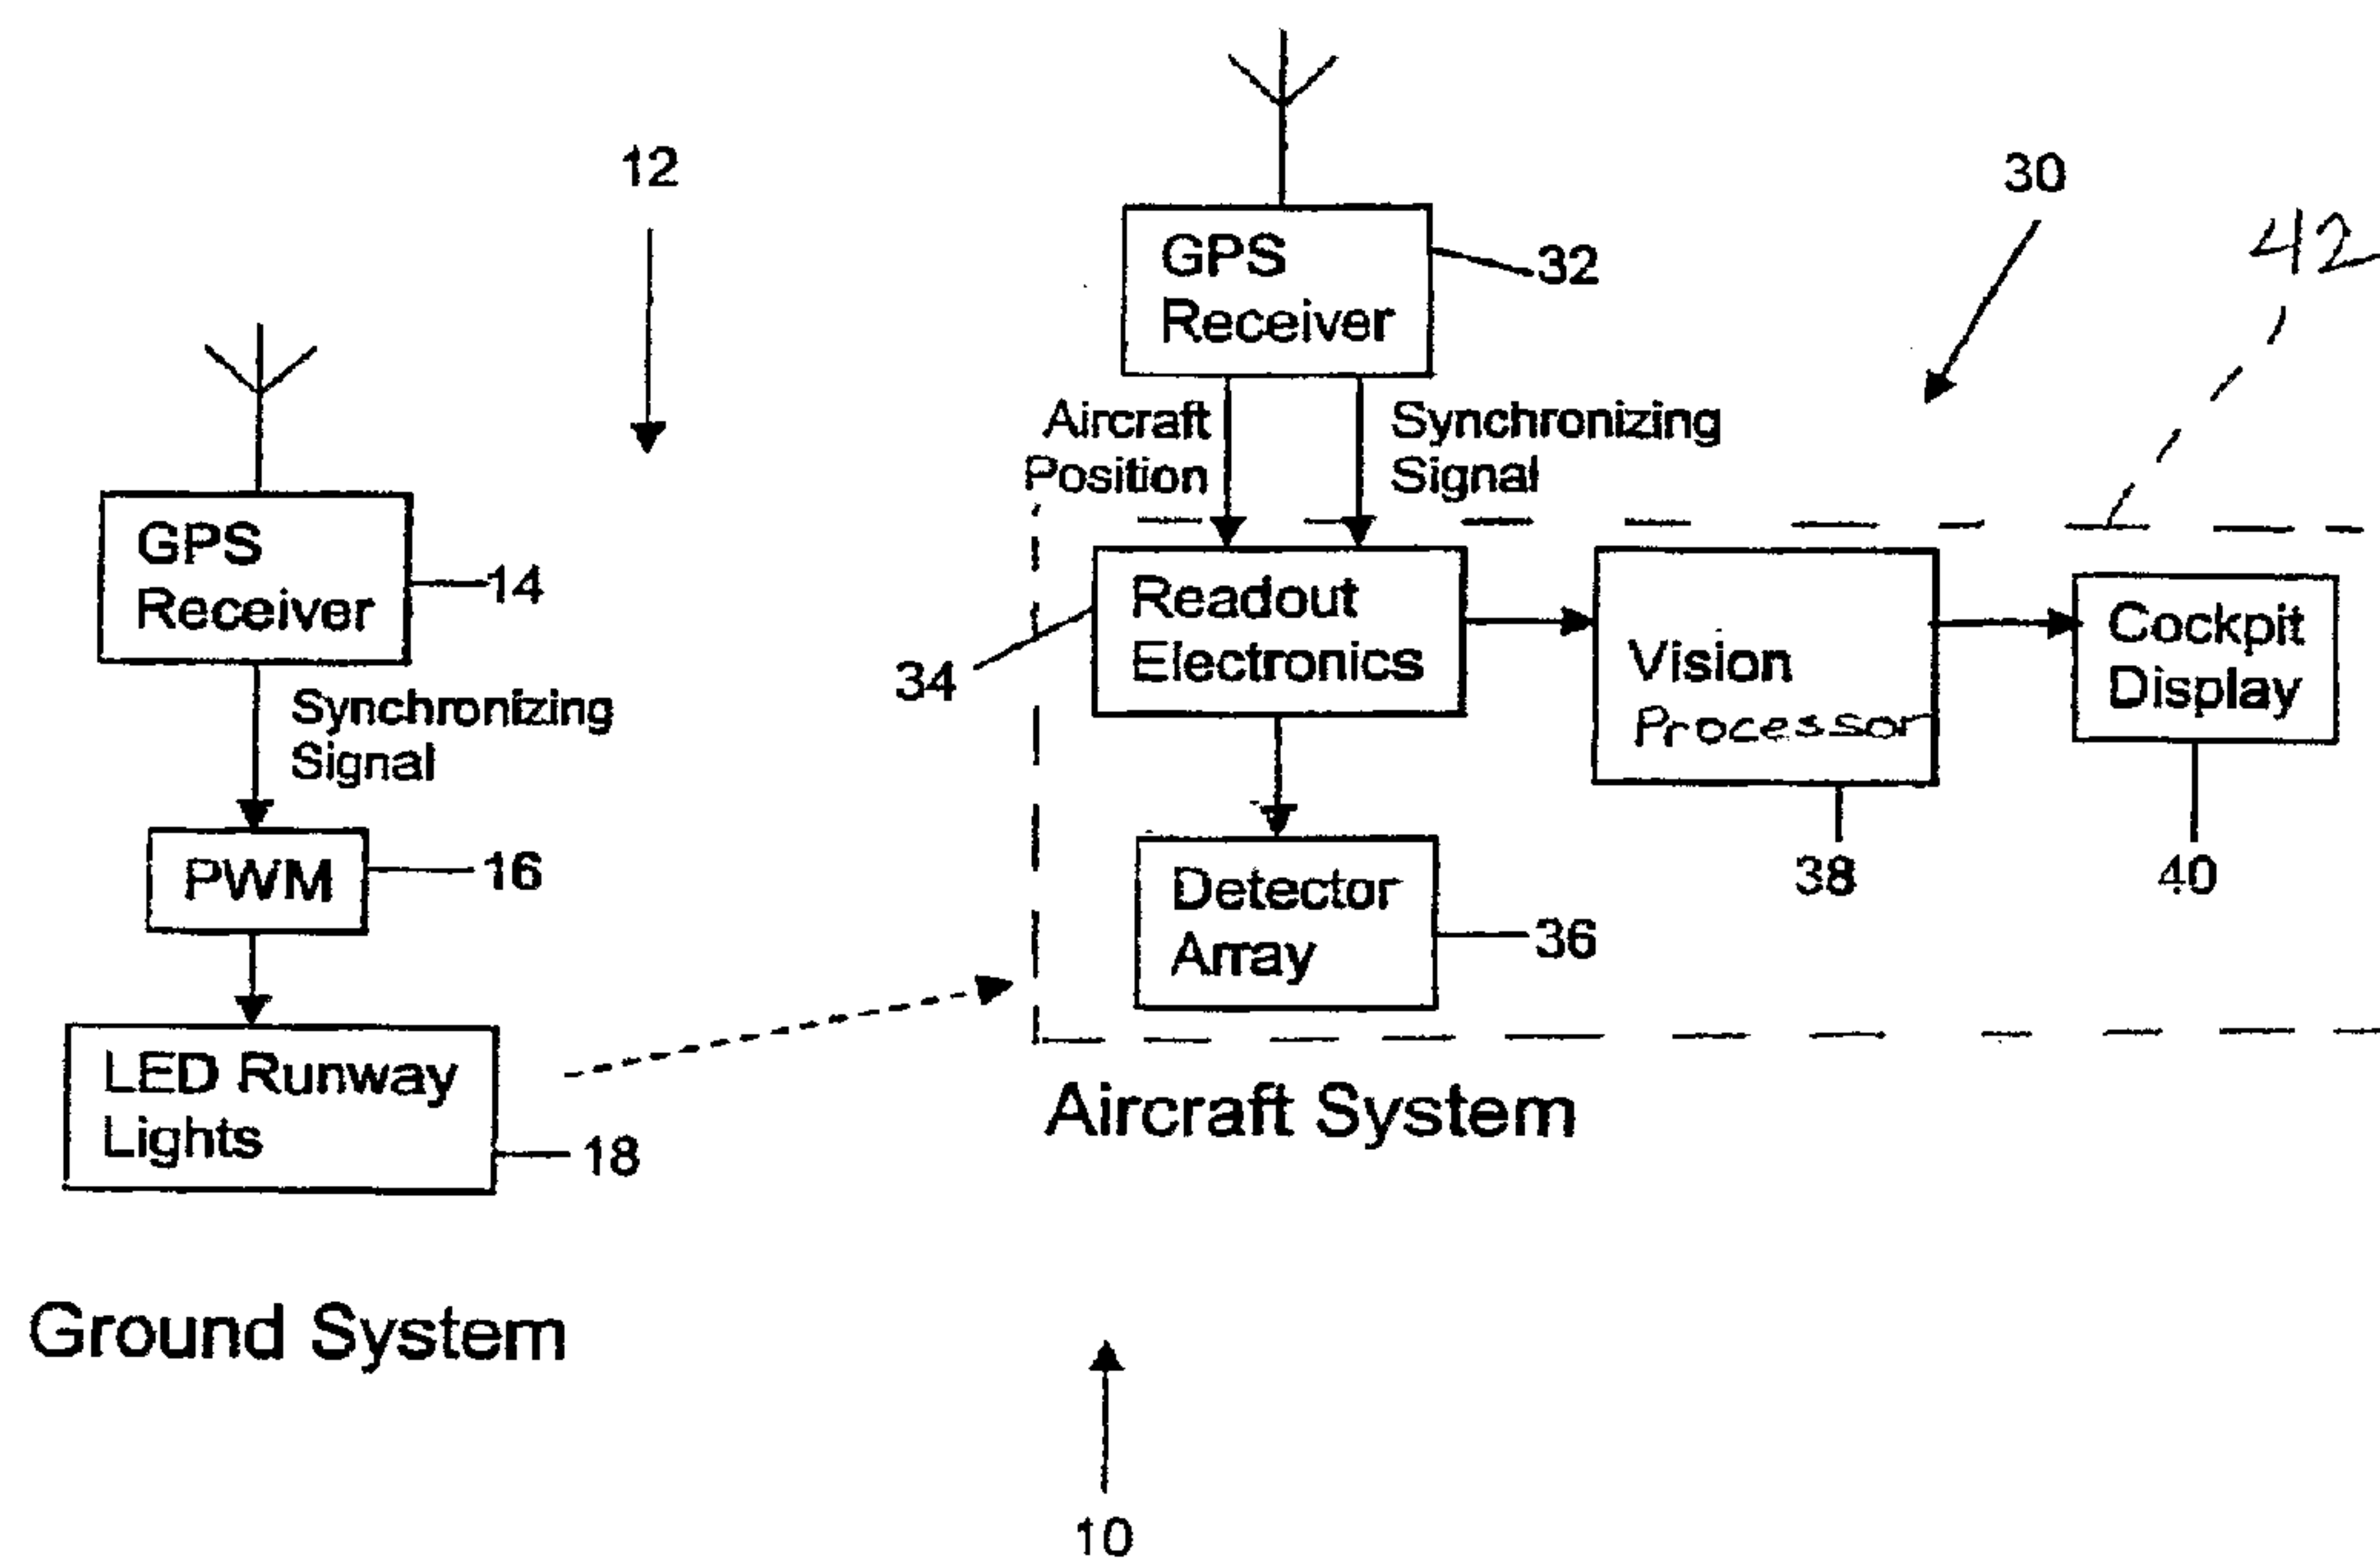 12
30
42
GPS
Receiver
32
Aircraft
Position
Synchronizing
Signal
GPS
Receiver
14
Readout
Electronics
34
Vision
Processor
Cockpit
Display
Synchronizing
Signal
38
40
PWM
16
Detector
Array
36
LED Runway
Lights
18
Aircraft System
Ground System
10